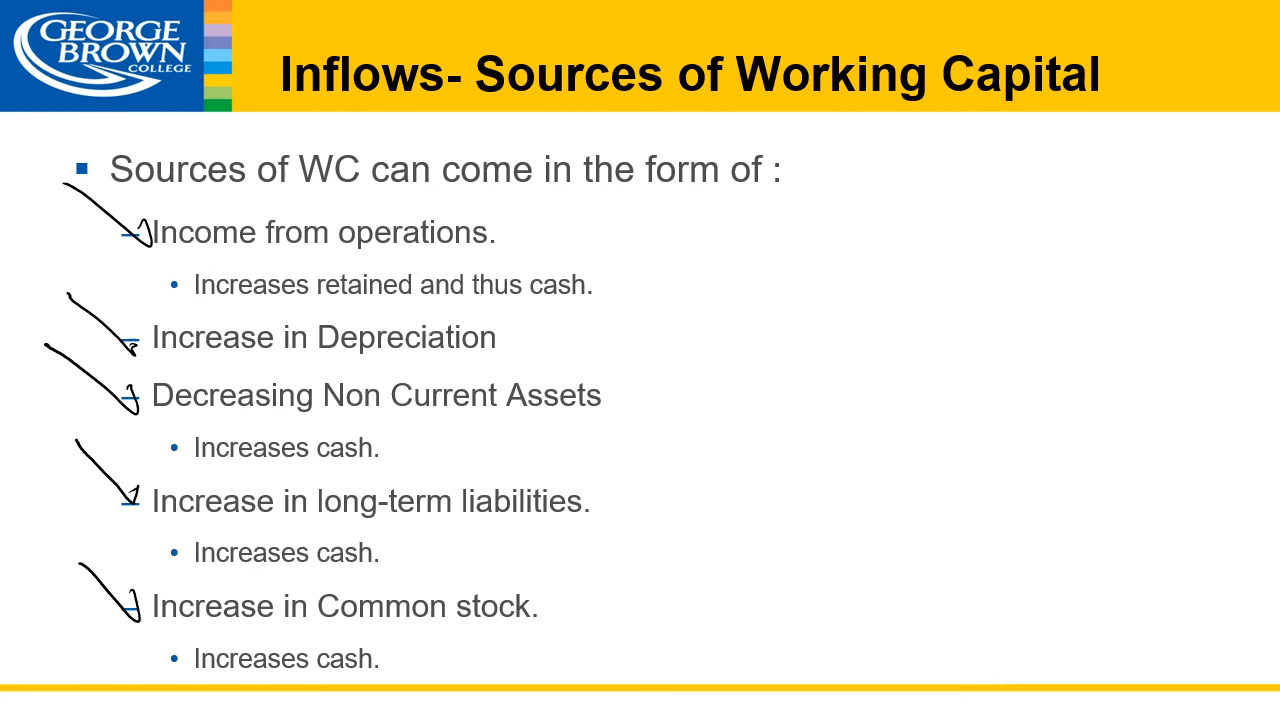 GEORGE
BROWN
COLLEGE
Inflows- Sources of Working Capital
Sources of WC can come in the form of :
Income from operations.
Increases retained and thus cash.
Increase in Depreciation
Decreasing Non Current Assets
Increases cash.
Increase in long-term liabilities.
Increases cash.
Increase in Common stock.
Increases cash.